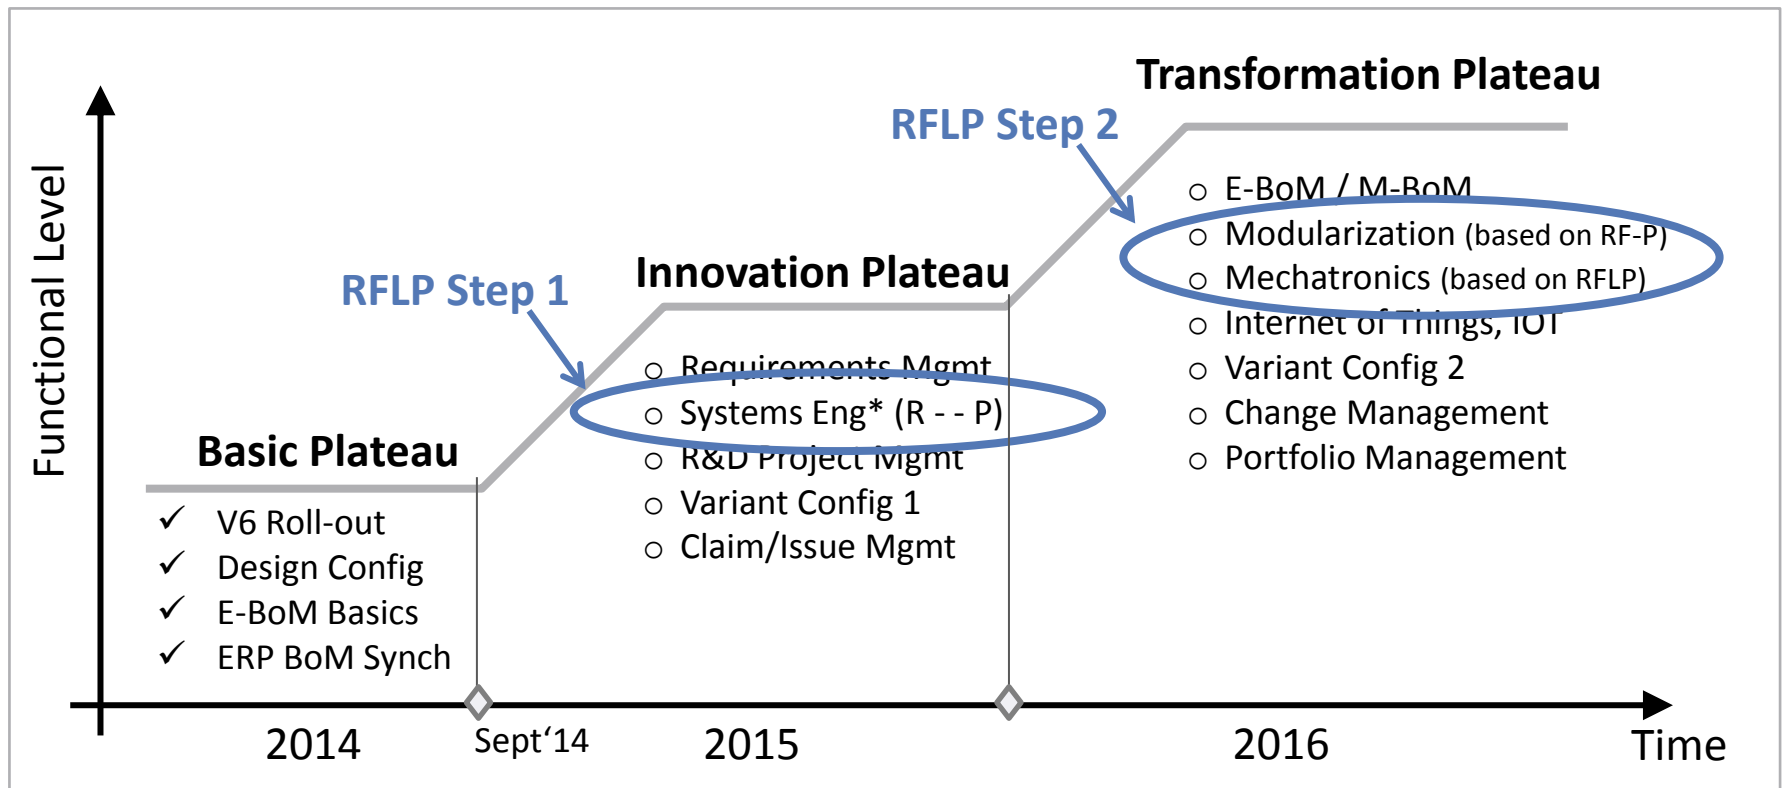 Transformation Plateau
RFLP Step 2
○ E-BoM / M-BoM
○ Modularization (based on RF-P)
○ Mechatronics (based on RFLP)
○ Internet of Things, IOT
○ Variant Config 2
○ Change Management
○ Portfolio Management
Innovation Plateau
RFLP Step 1
○ Requirements Mgmt
○ Systems Eng* (R - - P)
○ R&D Project Mgmt
○ Variant Config 1
○ Claim/Issue Mgmt
Basic Plateau
✓ V6 Roll-out
✓ Design Config
✓ E-BoM Basics
✓ ERP BoM Synch
Functional Level
2014
Sept‘14
2015
2016
Time